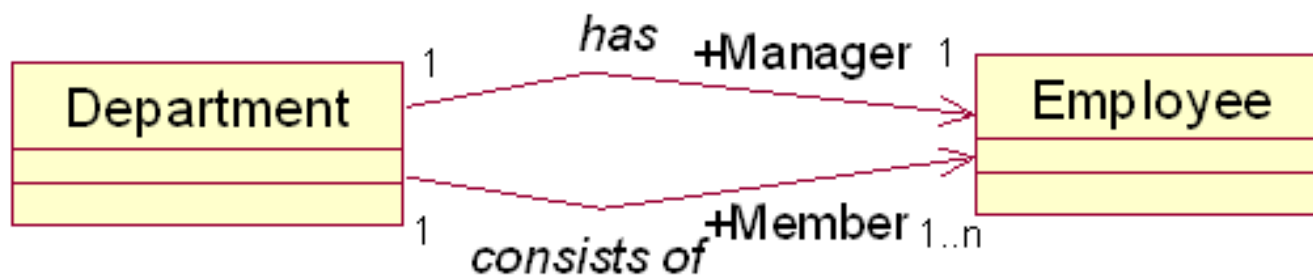 has
1
+Manager
1
Department
Employee
1
consists of
+Member
1..n